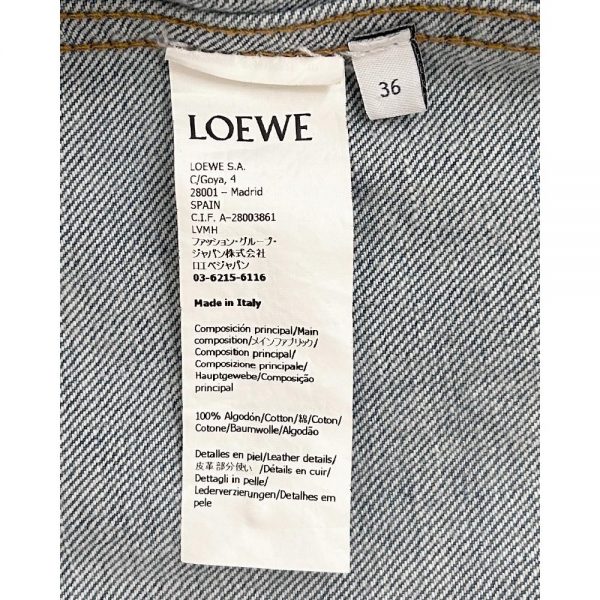 36
LOEWE
LOEWE S.A.
C/Goya, 4
28001 – Madrid
SPAIN
C.I.F. A-28003861
LVMH
ファッション・グループ・
ジャパン株式会社
ロエベジャパン
03-6215-6116
Made in Italy
Composición principal/Main
composition/メインファブリック/
Composition principal/
Composizione principale/
Hauptgewebe/Composição
principal
100% Algodón/Cotton/綿/Coton/
Cotone/Baumwolle/Algodão
Detalles en piel/Leather details/
皮革部分使い /Détails en cuir/
Dettagli in pelle/
Lederverzierungen/Detalhes em
pele